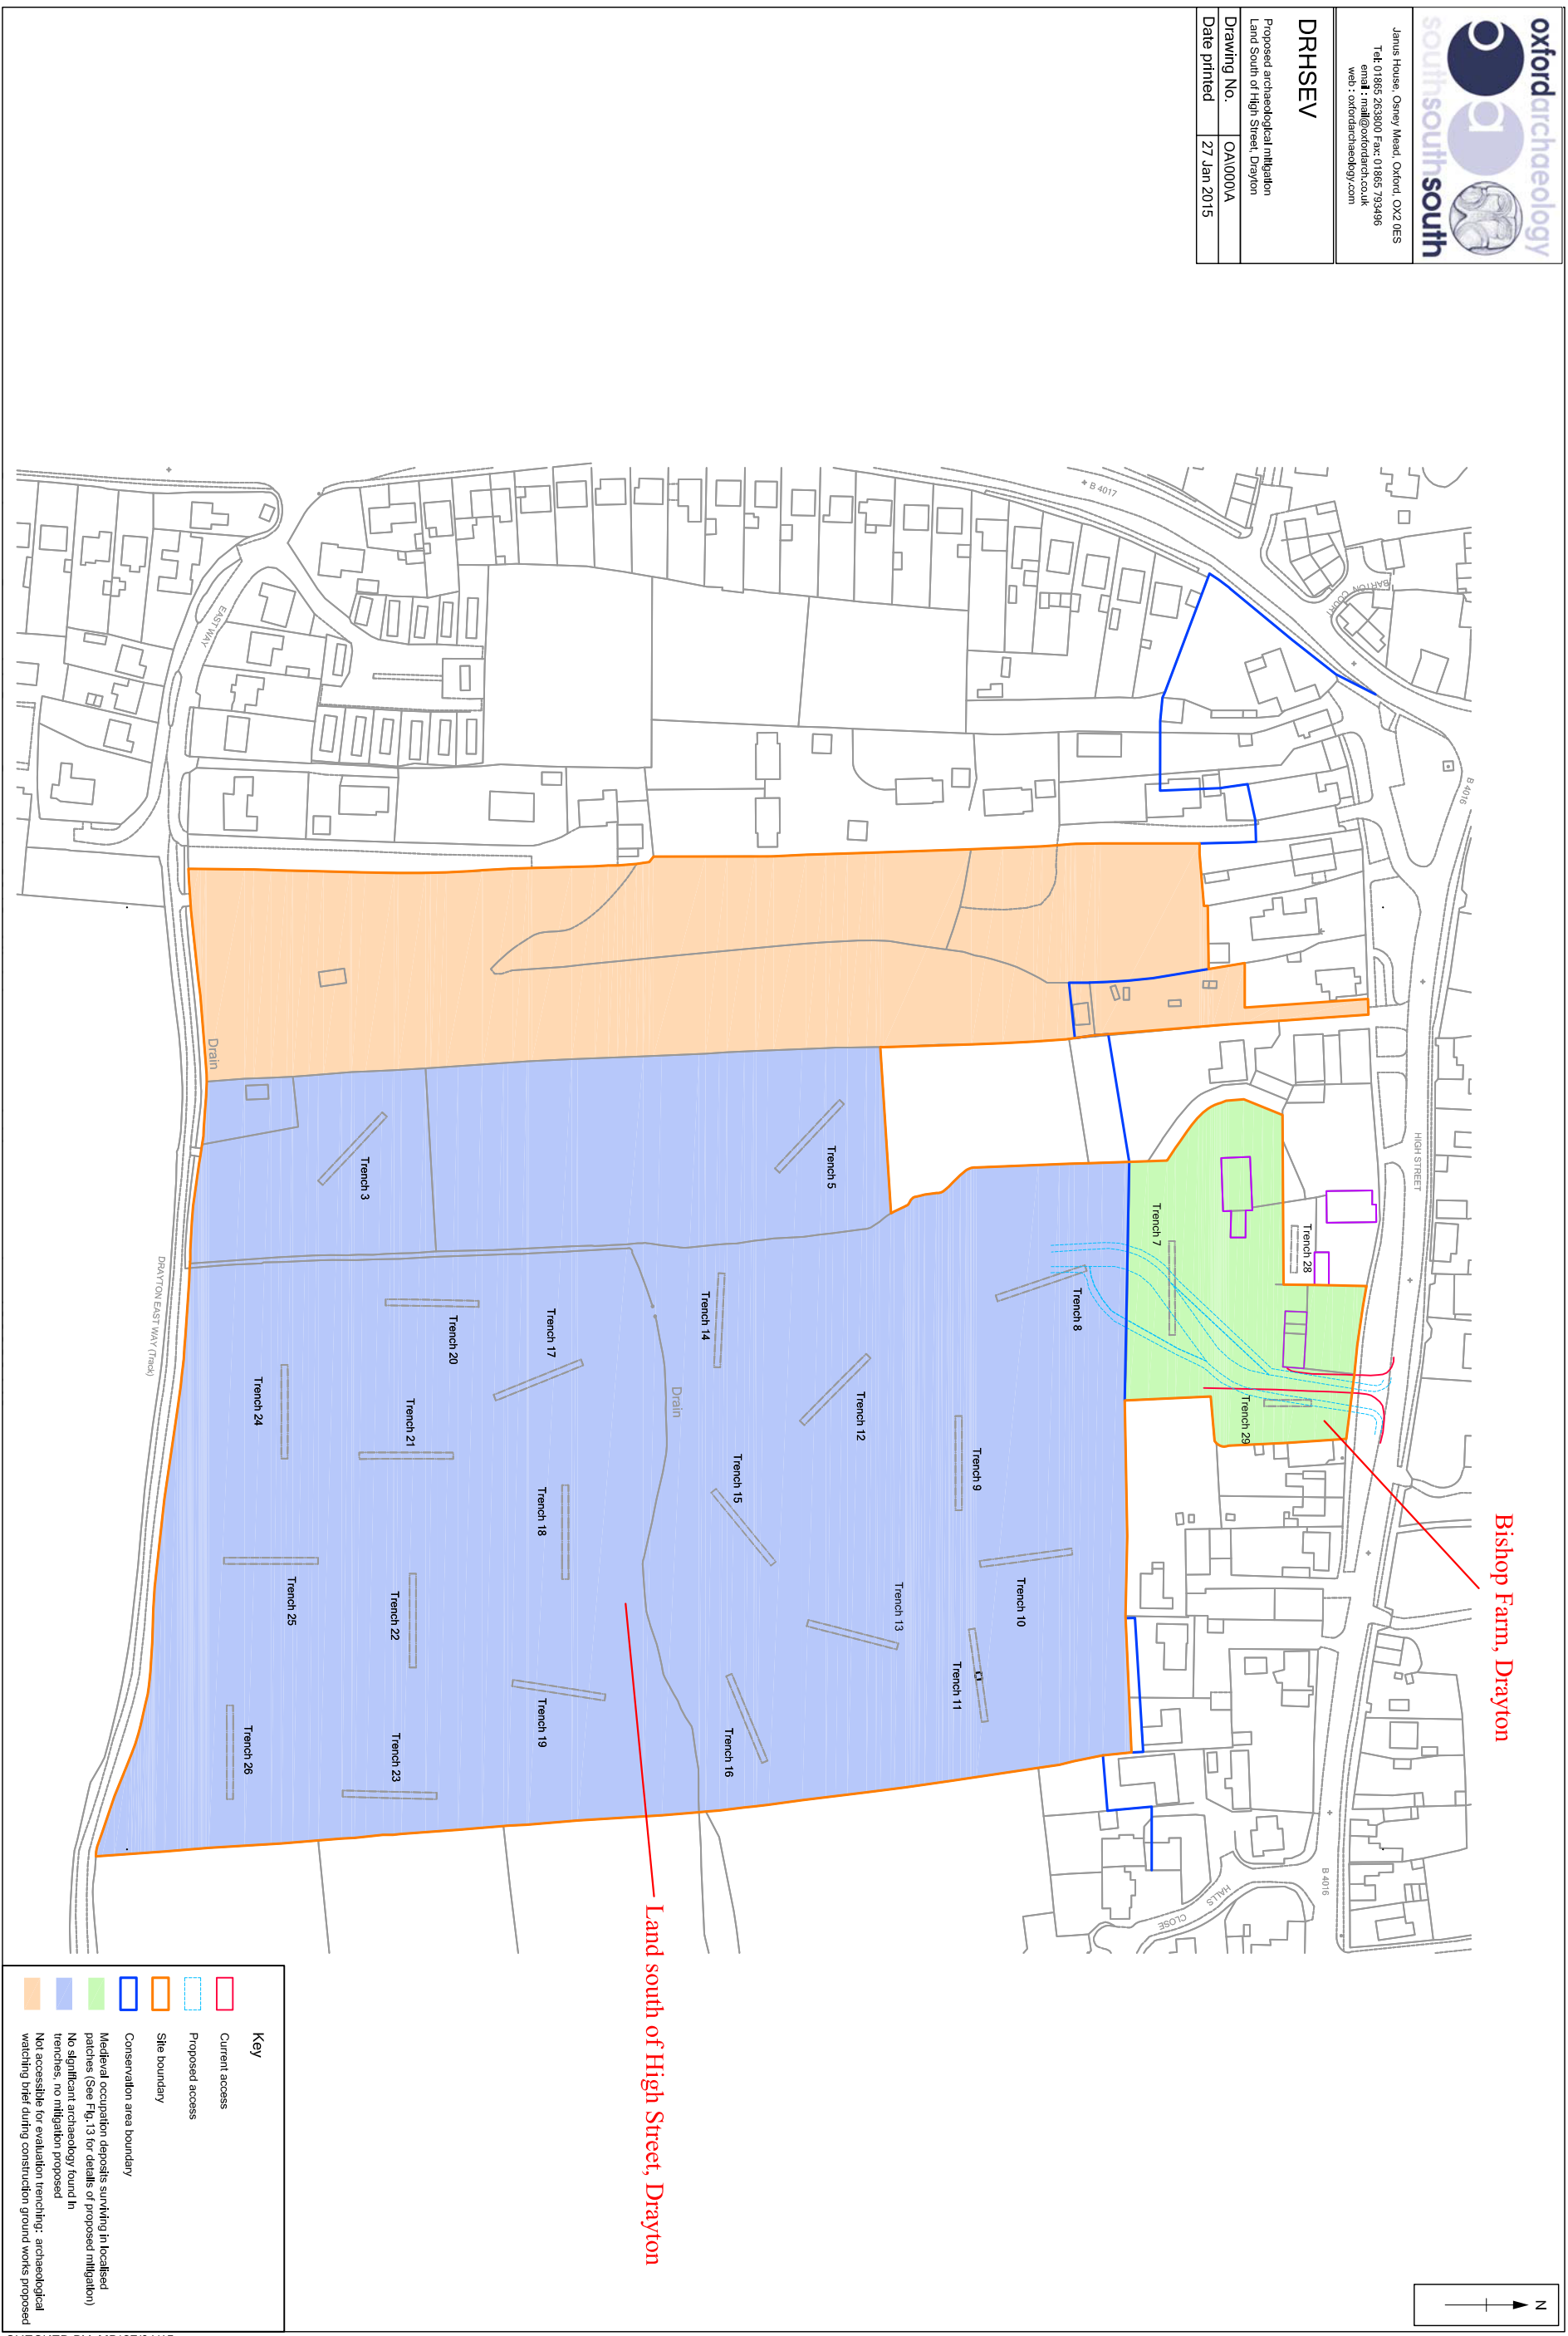 oxfordarchaeology
southsouthsouth
Janus House, Osney Mead, Oxford, OX2 0ES
Tel: 01865 263800 Fax: 01865 793496
email : mail@oxfordarch.co.uk
web : oxfordarchaeology.com
DRHSEV
Proposed archaeological mitigation
Land South of High Street, Drayton
Drawing No. OA\000\A
Date printed 27 Jan 2015
N
B 4017
BARTON COURT
B 4016
HIGH STREET
Bishop Farm, Drayton
B 4016
HALLS CLOSE
Trench 28
Trench 29
Trench 7
Trench 8
Trench 10
Trench 9
Trench 11
Trench 13
Trench 12
Trench 5
Trench 15
Trench 16
Trench 14
Drain
Land south of High Street, Drayton
Trench 17
Trench 18
Trench 19
Trench 20
Trench 21
Trench 22
Trench 23
Trench 3
Trench 25
Trench 24
Trench 26
Drain
EAST WAY
DRAYTON EAST WAY (Track)
Key
Current access
Proposed access
Site boundary
Conservation area boundary
Medieval occupation deposits surviving in localised
patches (See Fig.13 for details of proposed mitigation)
No significant archaeology found in
trenches, no mitigation proposed
Not accessible for evaluation trenching; archaeological
watching brief during construction ground works proposed